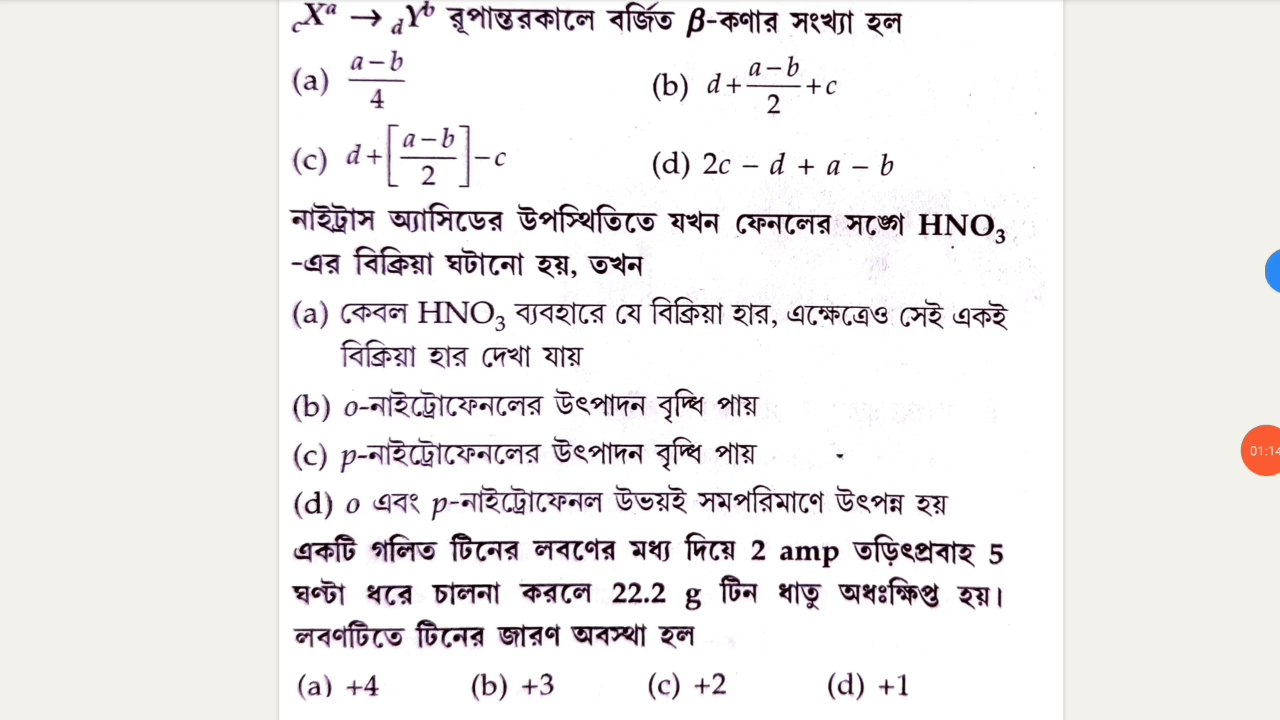 cXᵃ → dYᵇ রূপান্তরকালে বর্জিত β-কণার সংখ্যা হল
(a) (a – b)/4 (b) d + (a – b)/2 + c
(c) d + [(a – b)/2] – c (d) 2c – d + a – b
নাইট্রাস অ্যাসিডের উপস্থিতিতে যখন ফেনলের সঙ্গে HNO₃
-এর বিক্রিয়া ঘটানো হয়, তখন
(a) কেবল HNO₃ ব্যবহারে যে বিক্রিয়া হার, এক্ষেত্রেও সেই একই
বিক্রিয়া হার দেখা যায়
(b) o-নাইট্রোফেনলের উৎপাদন বৃদ্ধি পায়
(c) p-নাইট্রোফেনলের উৎপাদন বৃদ্ধি পায়
(d) o এবং p-নাইট্রোফেনল উভয়ই সমপরিমাণে উৎপন্ন হয়
একটি গলিত টিনের লবণের মধ্য দিয়ে 2 amp তড়িৎপ্রবাহ 5
ঘণ্টা ধরে চালনা করলে 22.2 g টিন ধাতু অধঃক্ষিপ্ত হয়।
লবণটিতে টিনের জারণ অবস্থা হল
(a) +4 (b) +3 (c) +2 (d) +1
01:14